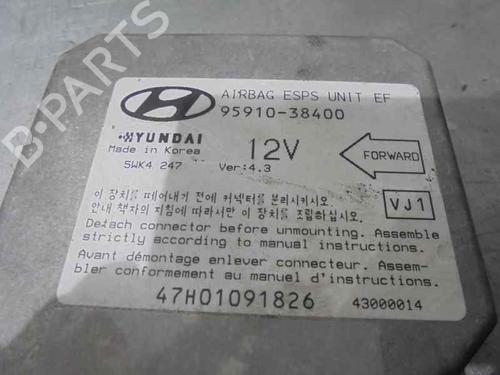 AIRBAG ESPS UNIT EF
95910-38400
HYUNDAI
Made in Korea
5WK4 247
12V
Ver:4.3
FORWARD
이 장치를 떼어내기 전에 커넥터를 분리시키시오
안내 책자의 지침에 따라서만 이 장치를 조립하십시오.
VJ1
Detach connector before unmounting. Assemble
strictly according to manual instructions.
Avant démontage enlever connecteur. Assem-
bler conformement au manuel d'instructions.
47H01091826
43000014
B-PARTS